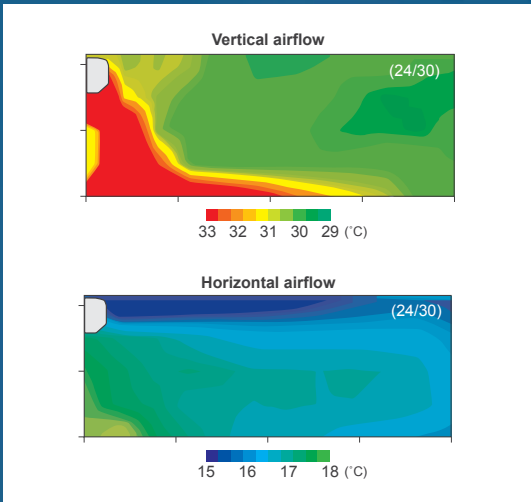 Vertical airflow
(24/30)
33 32 31 30 29 (˚C)
Horizontal airflow
(24/30)
15 16 17 18 (˚C)